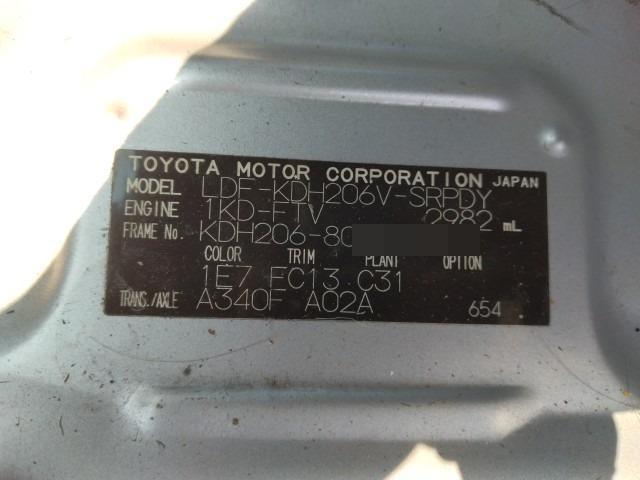 TOYOTA MOTOR CORPORATION JAPAN
MODEL LDF-KDH206V-SRPDY
ENGINE 1KD-FTV 2982 mL
FRAME No. KDH206-80
COLOR TRIM PLANT OPTION
1E7 FC13 C31
TRANS./AXLE A340F A02A 654